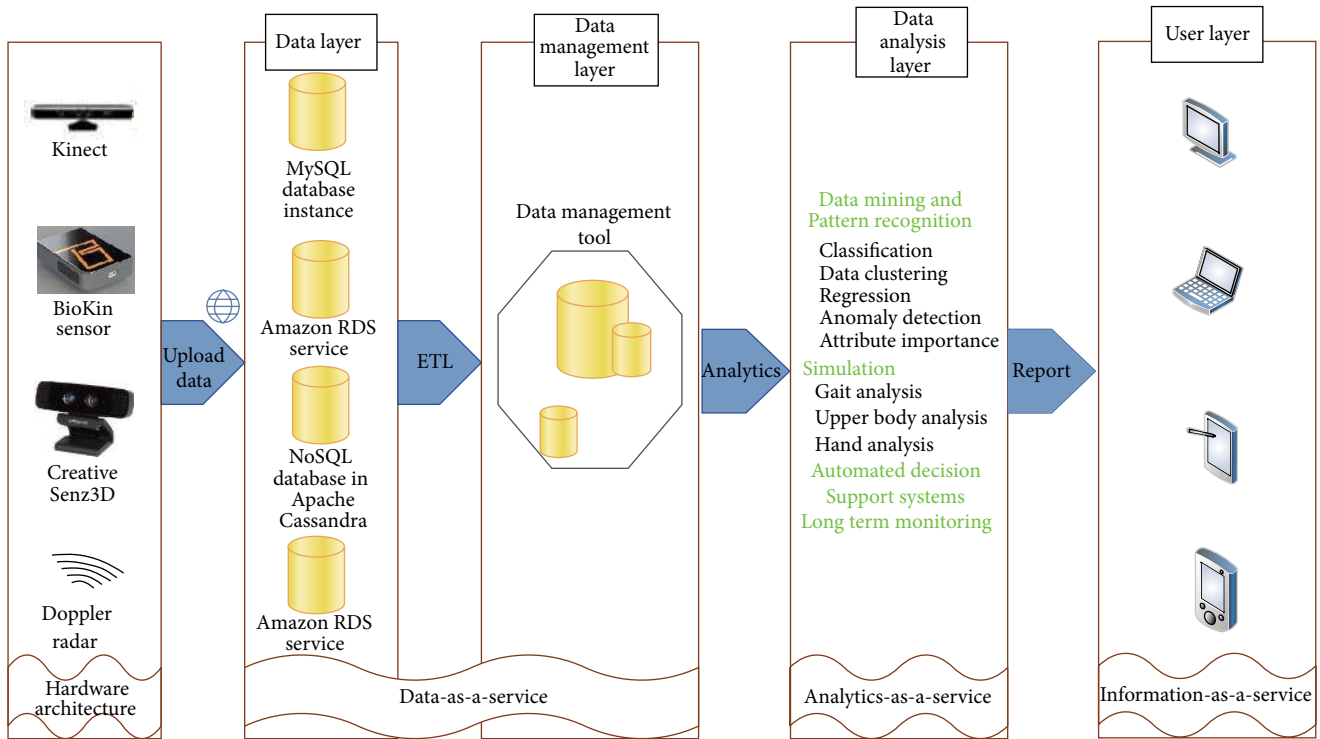 Kinect
BioKin
sensor
Creative
Senz3D
Doppler
radar
Hardware
architecture
Upload
data
Data layer
MySQL
database
instance
Amazon RDS
service
NoSQL
database in
Apache
Cassandra
Amazon RDS
service
ETL
Data
management
layer
Data management
tool
Data-as-a-service
Analytics
Data
analysis
layer
Data mining and
Pattern recognition
Classification
Data clustering
Regression
Anomaly detection
Attribute importance
Simulation
Gait analysis
Upper body analysis
Hand analysis
Automated decision
Support systems
Long term monitoring
Analytics-as-a-service
Report
User layer
Information-as-a-service